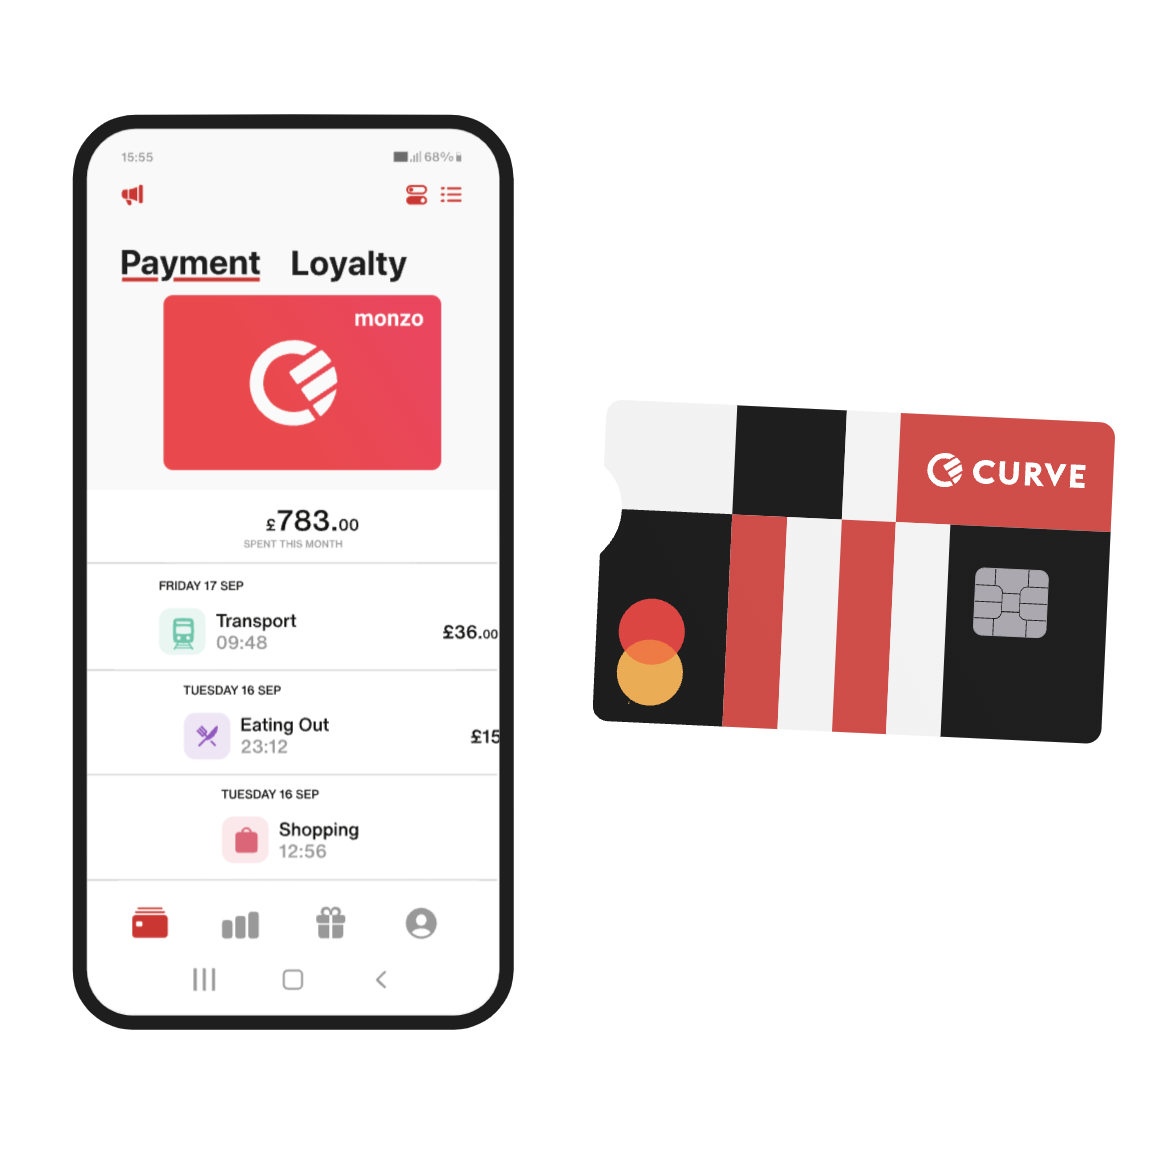 15:55 68%
Payment Loyalty
monzo
£783.00
SPENT THIS MONTH
FRIDAY 17 SEP
Transport
09:48
£36.00
TUESDAY 16 SEP
Eating Out
23:12
£15
TUESDAY 16 SEP
Shopping
12:56
CURVE